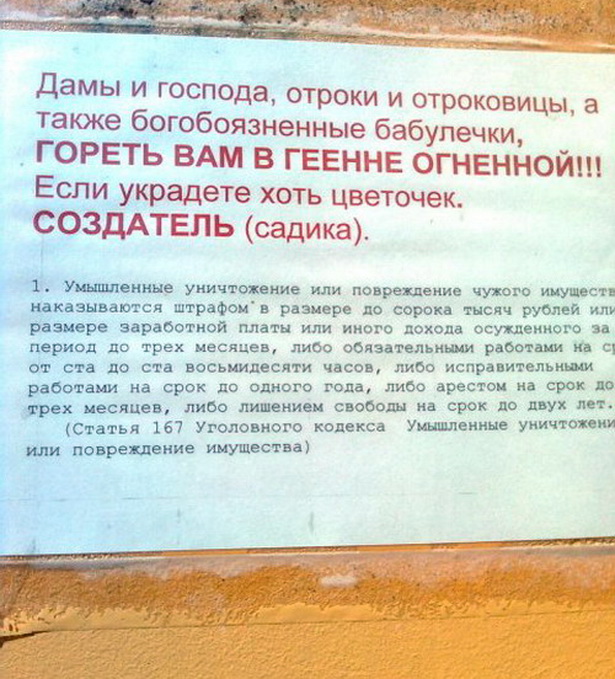 Дамы и господа, отроки и отроковицы, а
также богобоязненные бабулечки,
ГОРЕТЬ ВАМ В ГЕЕННЕ ОГНЕННОЙ!!!
Если украдете хоть цветочек.
СОЗДАТЕЛЬ (садика).
1. Умышленные уничтожение или повреждение чужого имуществ
наказываются штрафом в размере до сорока тысяч рублей или
размере заработной платы или иного дохода осужденного за
период до трех месяцев, либо обязательными работами на ср
от ста до ста восьмидесяти часов, либо исправительными
работами на срок до одного года, либо арестом на срок до
трех месяцев, либо лишением свободы на срок до двух лет.
(Статья 167 Уголовного кодекса Умышленные уничтожени
или повреждение имущества)